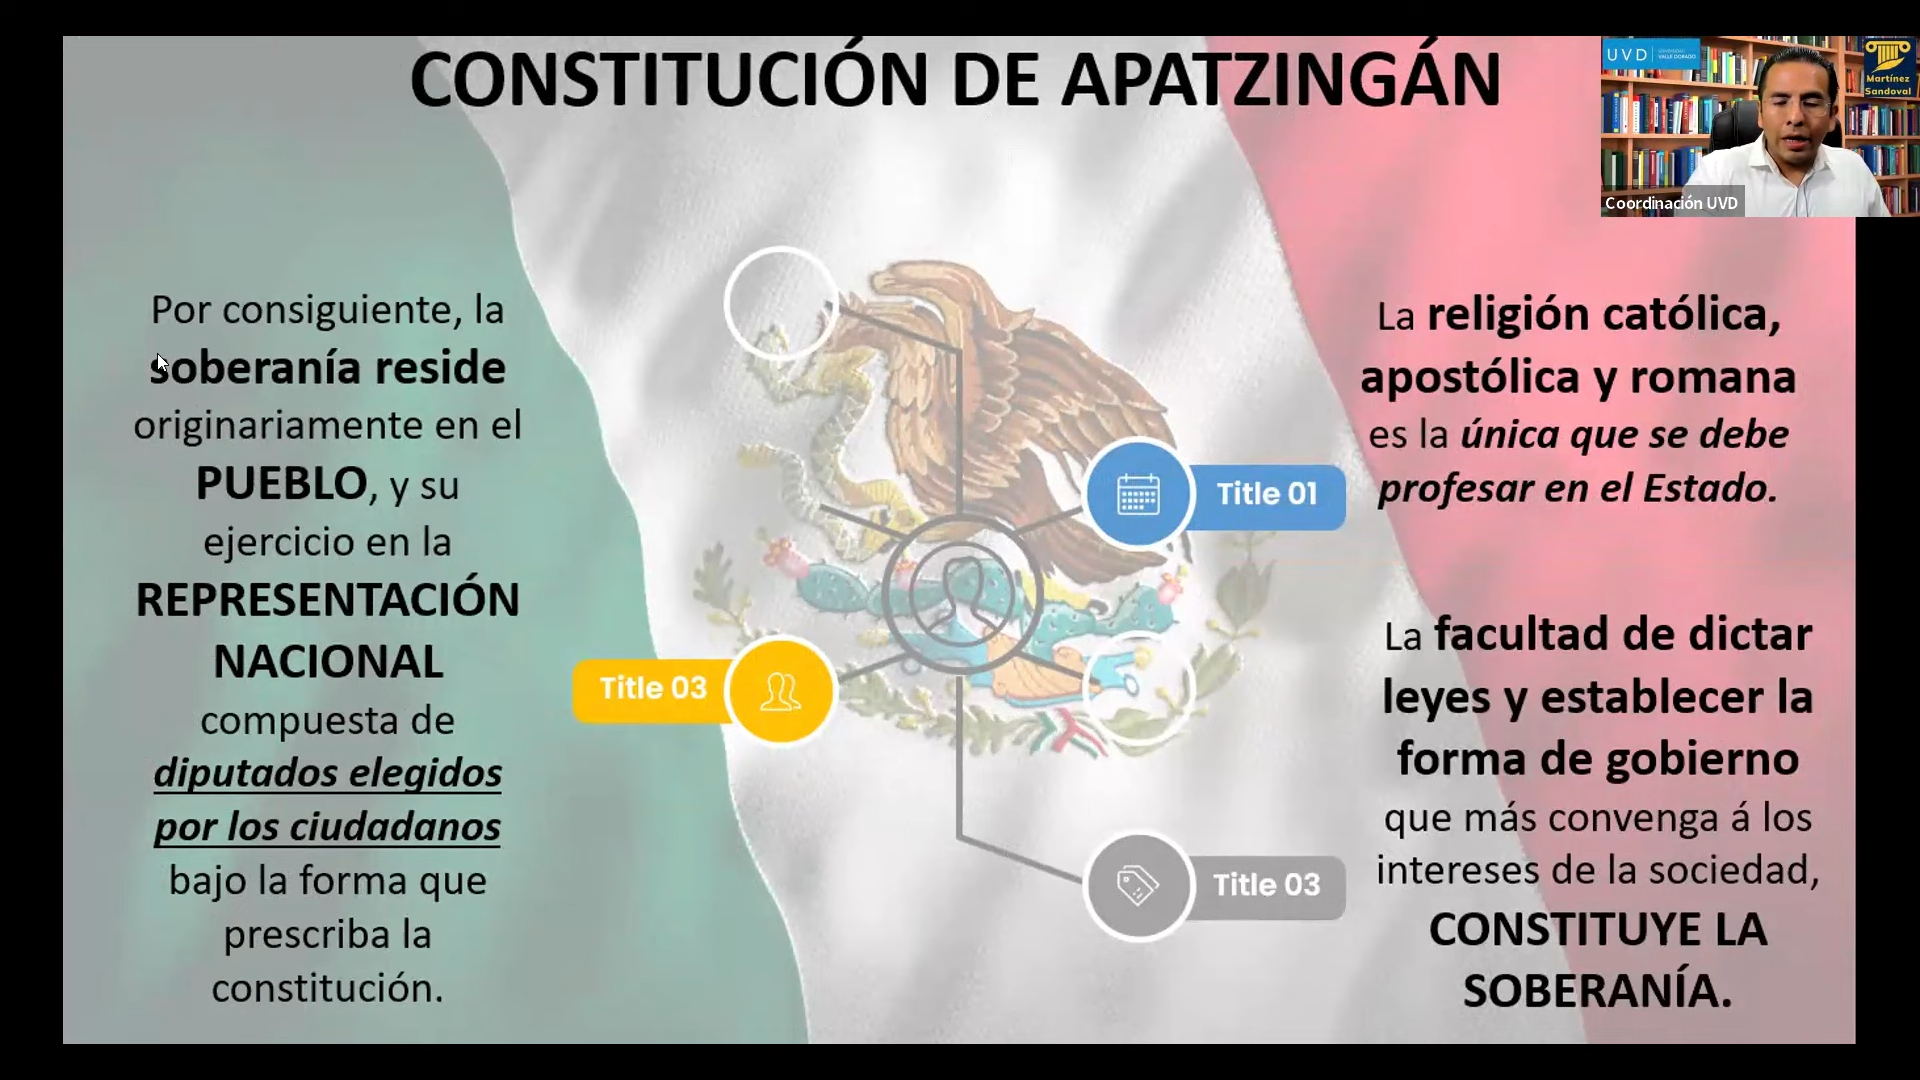 CONSTITUCIÓN DE APATZINGÁN
UVD
Martínez
Sandoval
Coordinación UVD
Por consiguiente, la
soberanía reside
originariamente en el
PUEBLO, y su
ejercicio en la
REPRESENTACIÓN
NACIONAL
compuesta de
diputados elegidos
por los ciudadanos
bajo la forma que
prescriba la
constitución.
Title 01
Title 03
Title 03
La religión católica,
apostólica y romana
es la única que se debe
profesar en el Estado.
La facultad de dictar
leyes y establecer la
forma de gobierno
que más convenga á los
intereses de la sociedad,
CONSTITUYE LA
SOBERANÍA.